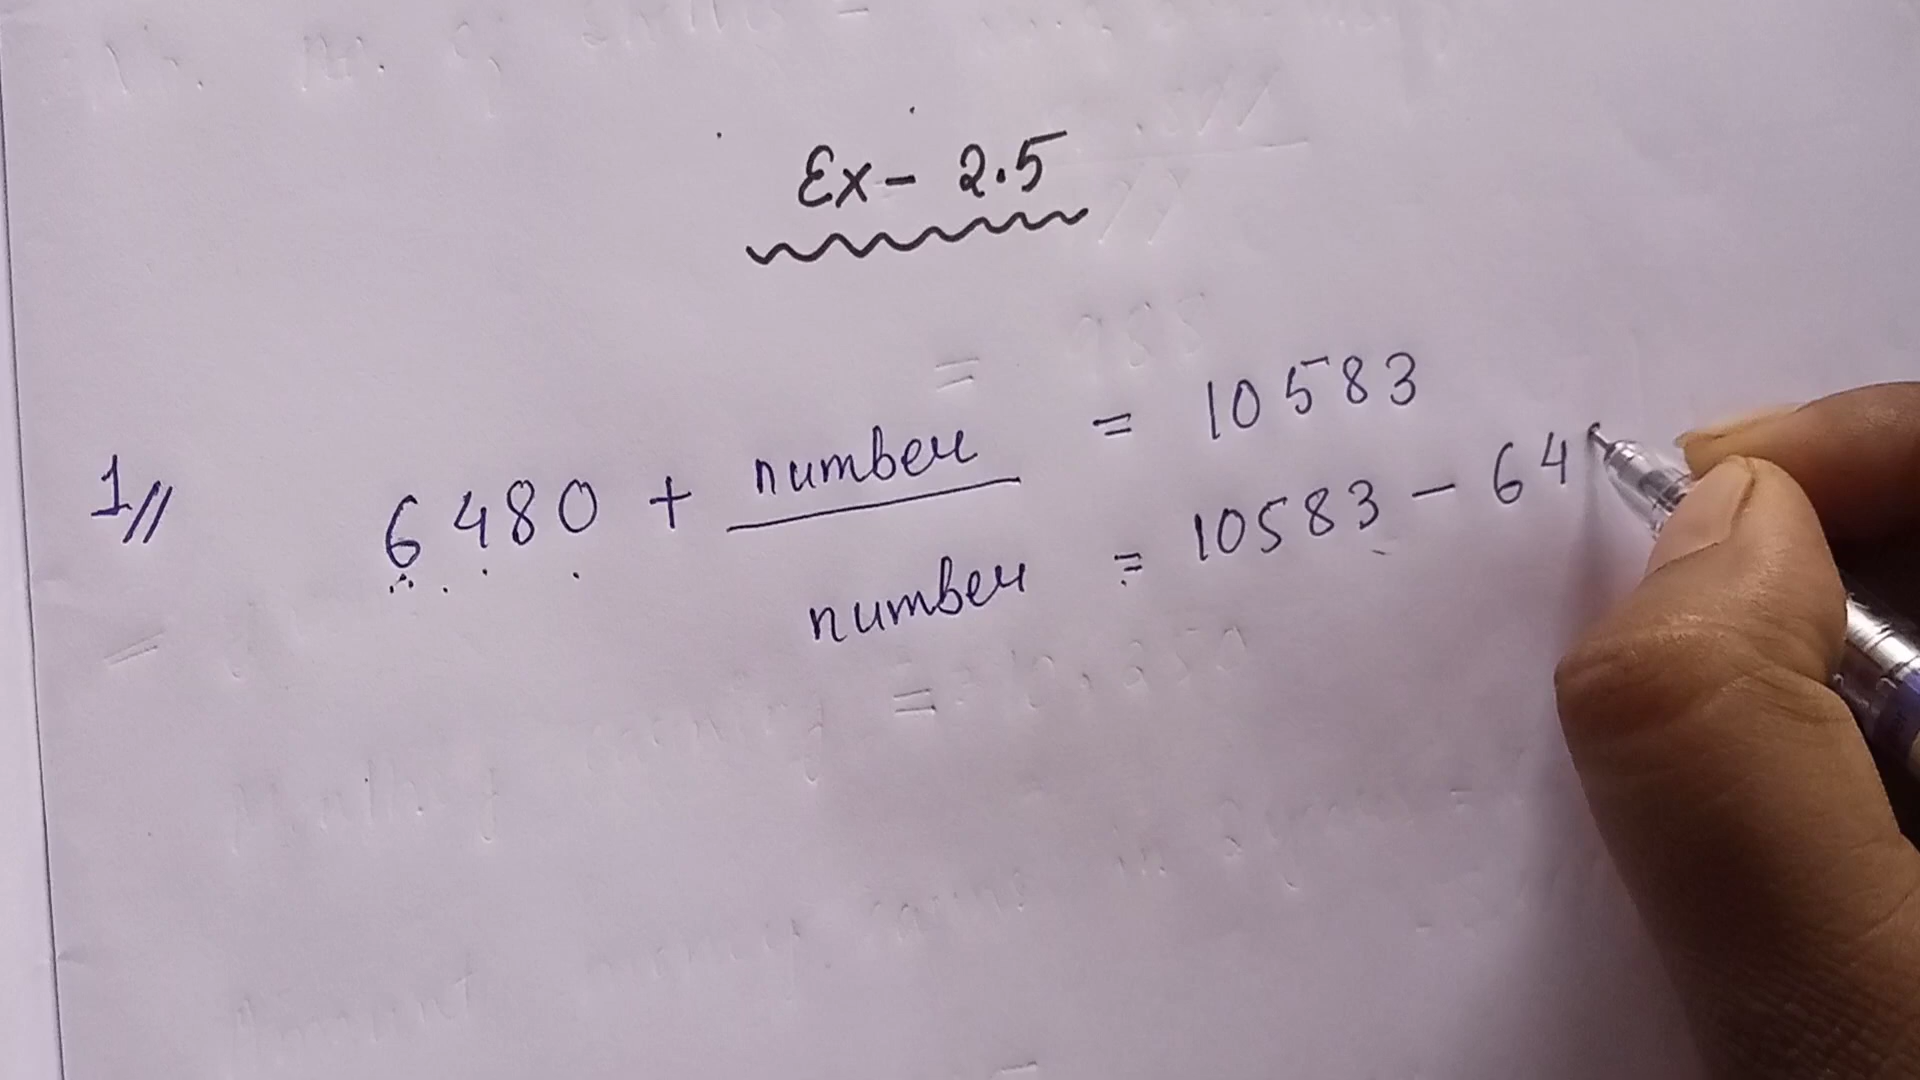 Ex - 2.5
1// 6480 + number = 10583
number = 10583 - 64